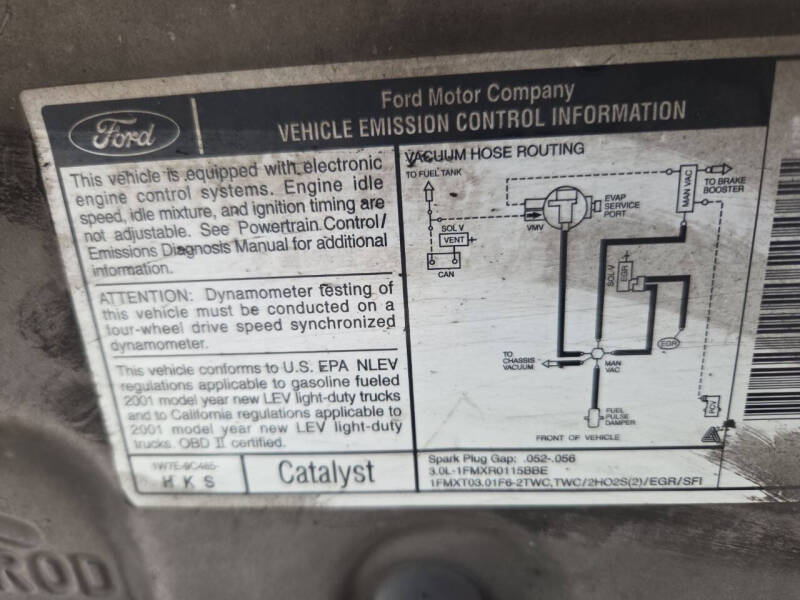 Ford
Ford Motor Company
VEHICLE EMISSION CONTROL INFORMATION
This vehicle is equipped with electronic
engine control systems. Engine idle
speed, idle mixture, and ignition timing are
not adjustable. See Powertrain Control/
Emissions Diagnosis Manual for additional
information.
ATTENTION: Dynamometer testing of
this vehicle must be conducted on a
four-wheel drive speed synchronized
dynamometer.
This vehicle conforms to U.S. EPA NLEV
regulations applicable to gasoline fueled
2001 model year new LEV light-duty trucks
and to California regulations applicable to
2001 model year new LEV light-duty
trucks. OBD II certified.
1W7E-9C485-
H K S
Catalyst
VACUUM HOSE ROUTING
TO FUEL TANK
SOL V
VENT
CAN
VMV
EVAP
SERVICE
PORT
MAN VAC
TO BRAKE
BOOSTER
SOL-V
EGR
EGR
TO
CHASSIS
VACUUM
MAN
VAC
FUEL
PULSE
DAMPER
PCV
FRONT OF VEHICLE
Spark Plug Gap: .052-.056
3.0L-1FMXR0115BBE
1FMXT03.01F6-2TWC,TWC/2HO2S(2)/EGR/SFI
ROD